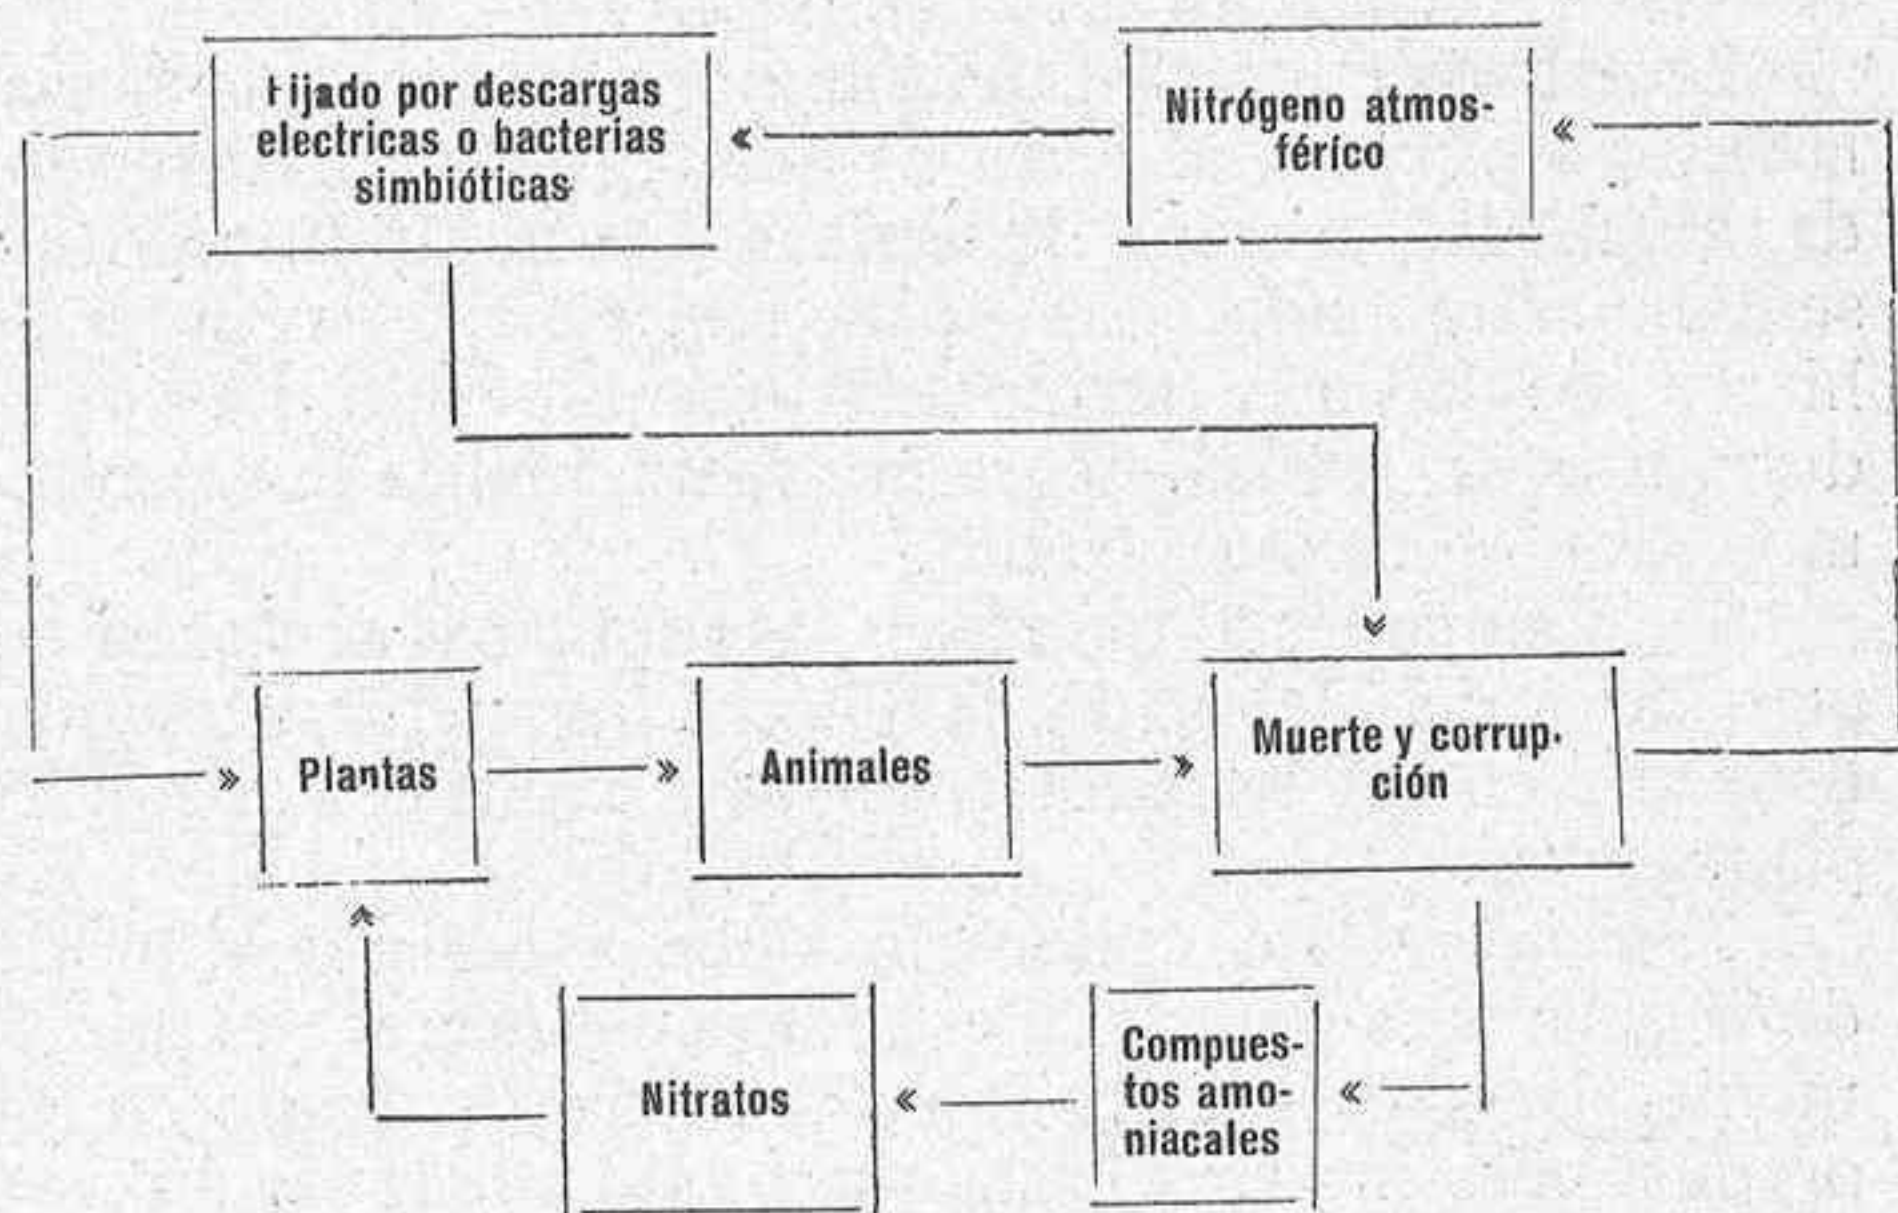 Fijado por descargas
electricas o bacterias
simbióticas
Nitrógeno atmos-
férico
Plantas
Animales
Muerte y corrup-
ción
Nitratos
Compues-
tos amo-
niacales